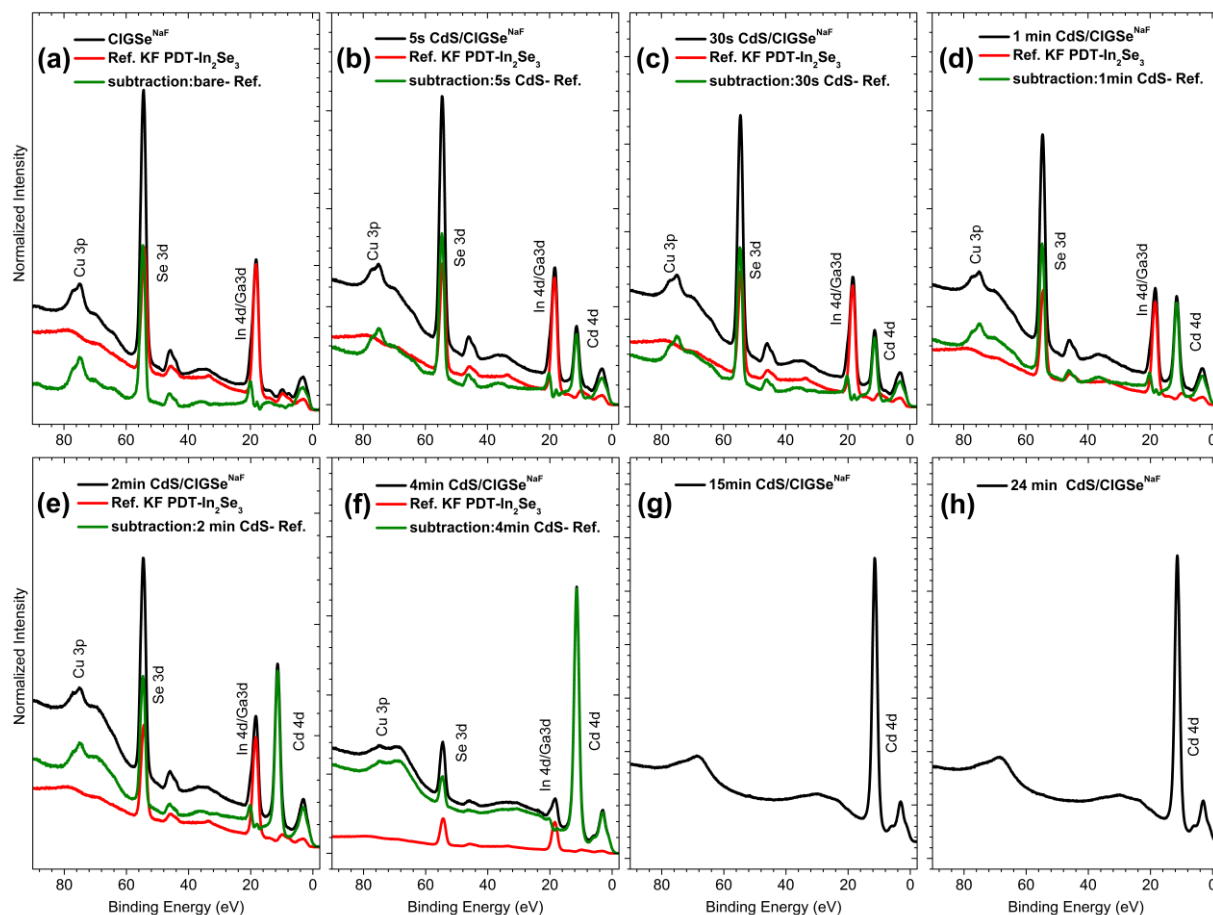 (a)
CIGSe^NaF
Ref. KF PDT-In₂Se₃
subtraction:bare- Ref.
Cu 3p
Se 3d
In 4d/Ga3d
(b)
5s CdS/CIGSe^NaF
Ref. KF PDT-In₂Se₃
subtraction:5s CdS- Ref.
Cu 3p
Se 3d
In 4d/Ga3d
Cd 4d
(c)
30s CdS/CIGSe^NaF
Ref. KF PDT-In₂Se₃
subtraction:30s CdS- Ref.
Cu 3p
Se 3d
In 4d/Ga3d
Cd 4d
(d)
1 min CdS/CIGSe^NaF
Ref. KF PDT-In₂Se₃
subtraction:1min CdS- Ref.
Cu 3p
Se 3d
In 4d/Ga3d
Cd 4d
Normalized Intensity
80 60 40 20 0
80 60 40 20 0
80 60 40 20 0
80 60 40 20 0
(e)
2min CdS/CIGSe^NaF
Ref. KF PDT-In₂Se₃
subtraction:2 min CdS- Ref.
Cu 3p
Se 3d
In 4d/Ga3d
Cd 4d
(f)
4min CdS/CIGSe^NaF
Ref. KF PDT-In₂Se₃
subtraction:4min CdS- Ref.
Cu 3p
Se 3d
In 4d/Ga3d
Cd 4d
(g)
15min CdS/CIGSe^NaF
Cd 4d
(h)
24 min CdS/CIGSe^NaF
Cd 4d
Normalized Intensity
80 60 40 20 0
80 60 40 20 0
80 60 40 20 0
80 60 40 20 0
Binding Energy (eV)
Binding Energy (eV)
Binding Energy (eV)
Binding Energy (eV)